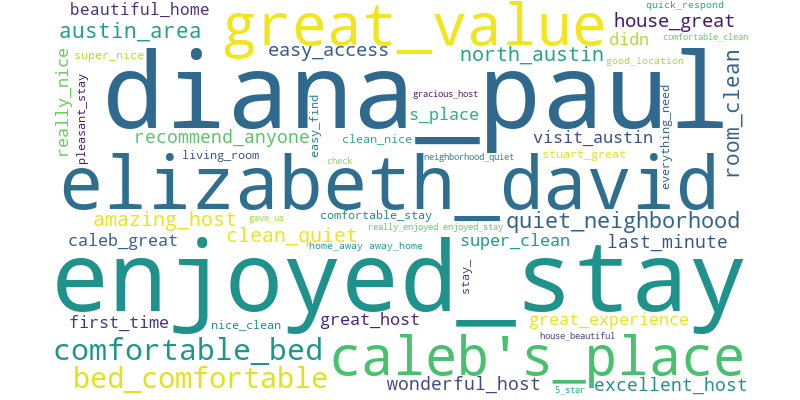 beautiful_home
great_value
quick_respond
house_great
austin_area
didn
comfortable_clean
super_nice
easy_access
north_austin
good_location
really_nice
diana_paul
room_clean
pleasant_stay
gracious_host
everything_need
easy_find
s_place
recommend_anyone
clean_nice
visit_austin
living_room
check
neighborhood_quiet
stuart_great
elizabeth_david
amazing_host
gave_us
comfortable_stay
quiet_neighborhood
really_enjoyed
enjoyed_stay
caleb_great
clean_quiet
super_clean
last_minute
home_away
away_home
enjoyed_stay
stay_
first_time
nice_clean
great_host
great_experience
comfortable_bed
house_beautiful
caleb's_place
bed_comfortable
wonderful_host
5_star
excellent_host